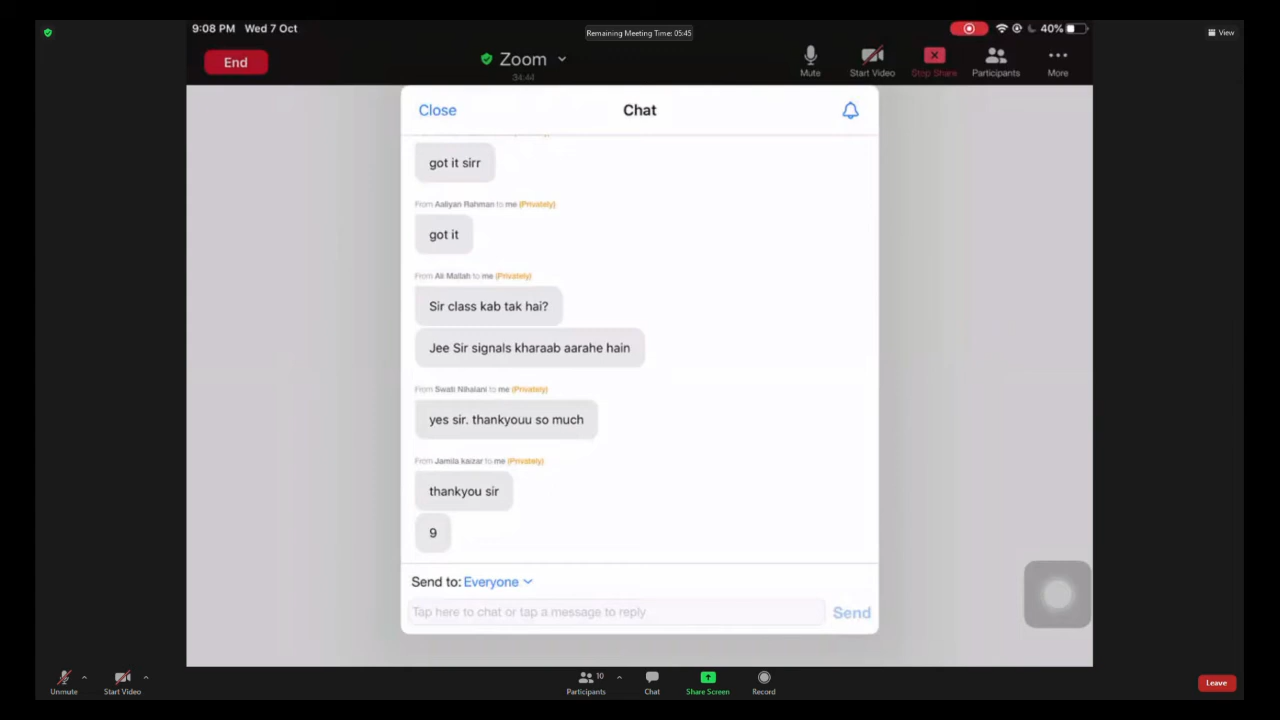 9:08 PM Wed 7 Oct
Remaining Meeting Time: 05:45
40%
View
End
Zoom
34:44
Mute
Start Video
Stop Share
Participants
More
Close
Chat
got it sirr
From Aaliyan Rahman to me (Privately)
got it
From Ali Mallah to me (Privately)
Sir class kab tak hai?
Jee Sir signals kharaab aarahe hain
From Swati Nihalani to me (Privately)
yes sir. thankyouu so much
From Jamila kaizar to me (Privately)
thankyou sir
9
Send to: Everyone
Tap here to chat or tap a message to reply
Send
Unmute
Start Video
10
Participants
Chat
Share Screen
Record
Leave